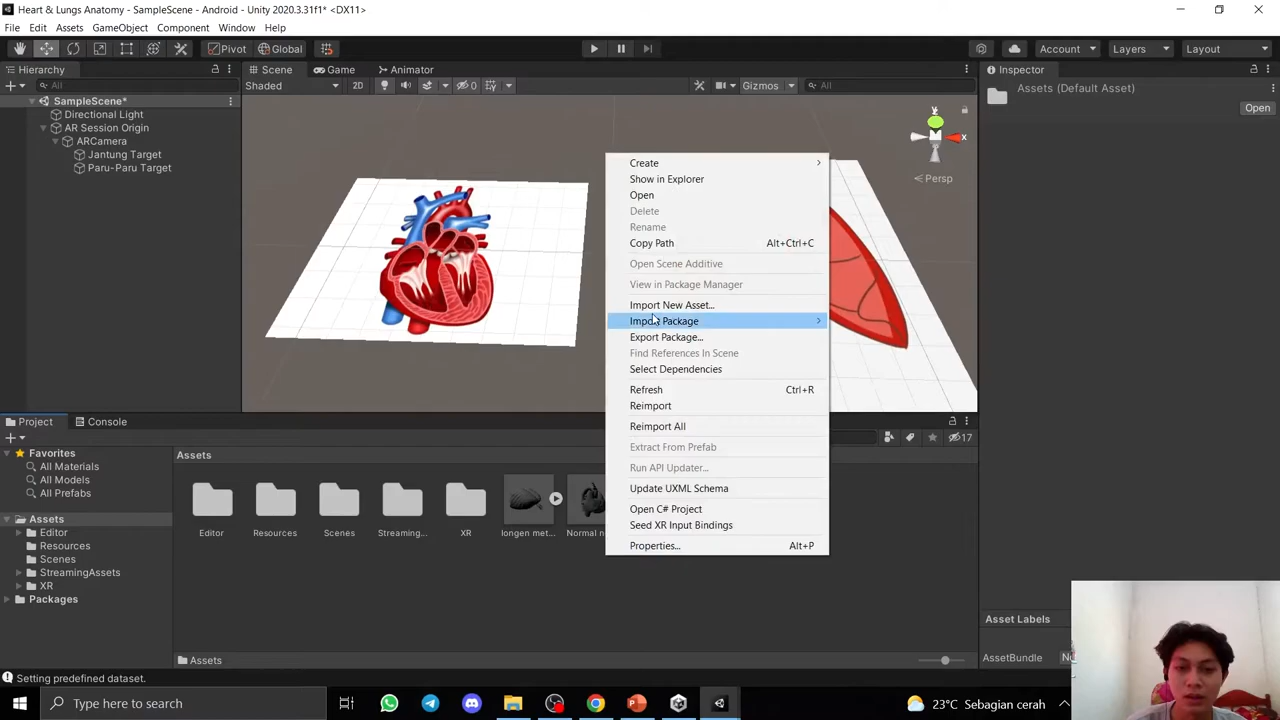 Heart & Lungs Anatomy - SampleScene - Android - Unity 2020.3.31f1* <DX11>
File Edit Assets GameObject Component Window Help
Pivot Global Account Layers Layout
Hierarchy Scene Game Animator Inspector
All Shaded 2D 0 Gizmos All
Assets (Default Asset)
Open
SampleScene*
Directional Light
AR Session Origin
ARCamera
Jantung Target
Paru-Paru Target
y
x
Persp
Create
Show in Explorer
Open
Delete
Rename
Copy Path Alt+Ctrl+C
Open Scene Additive
View in Package Manager
Import New Asset...
Import Package
Export Package...
Find References In Scene
Select Dependencies
Refresh Ctrl+R
Reimport
Reimport All
Extract From Prefab
Run API Updater...
Update UXML Schema
Open C# Project
Seed XR Input Bindings
Properties... Alt+P
Project Console
17
Favorites
All Materials
All Models
All Prefabs
Assets
Editor
Resources
Scenes
StreamingAssets
XR
Packages
Assets
Editor Resources Scenes Streaming... XR longen met... Normal n
Assets
Asset Labels
AssetBundle
Setting predefined dataset.
Type here to search
23°C Sebagian cerah